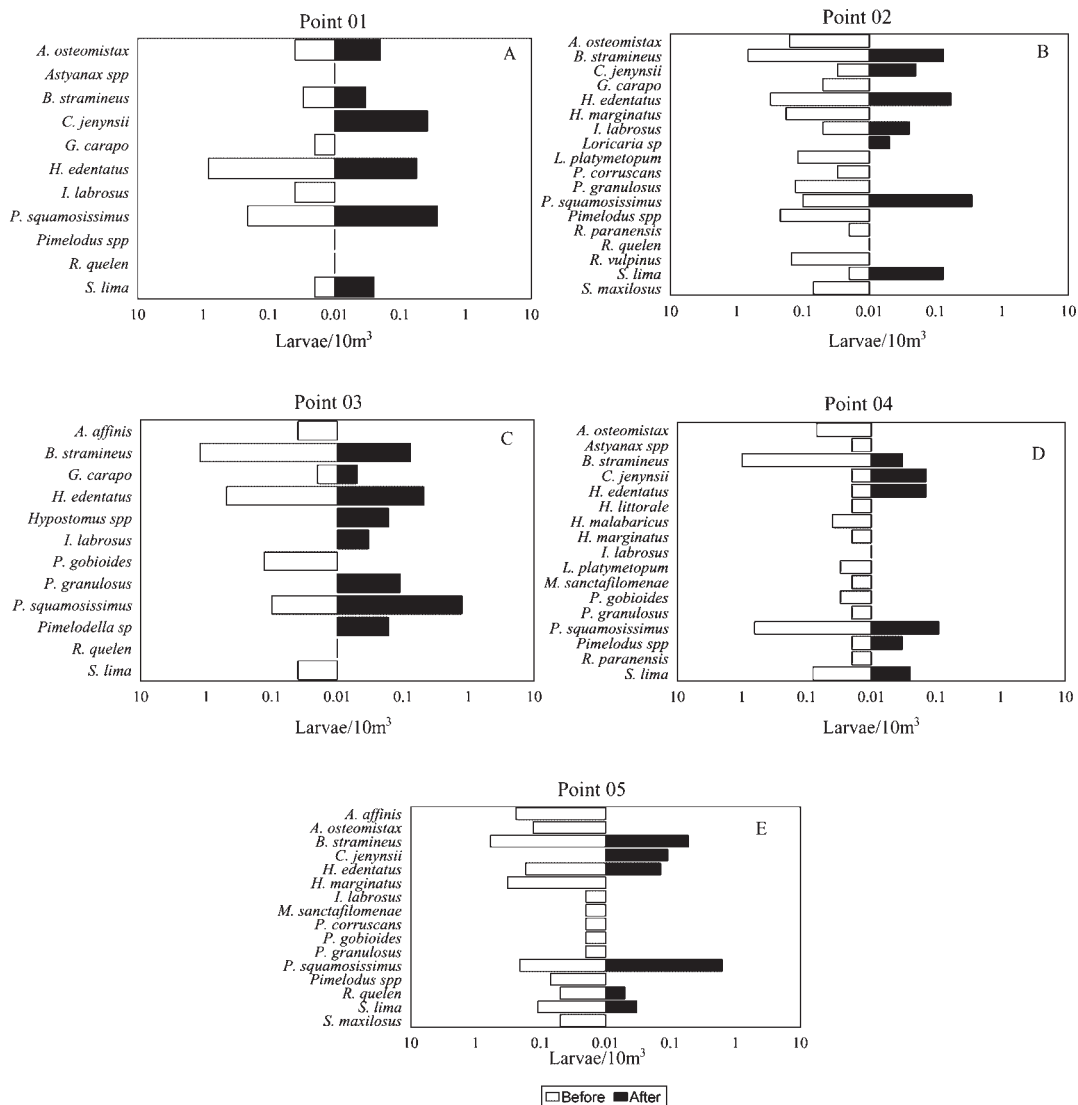 Point 01
A
A. osteomistax
Astyanax spp
B. stramineus
C. jenynsii
G. carapo
H. edentatus
I. labrosus
P. squamosissimus
Pimelodus spp
R. quelen
S. lima
10 1 0.1 0.01 0.1 1 10
Larvae/10m³
Point 02
B
A. osteomistax
B. stramineus
C. jenynsii
G. carapo
H. edentatus
H. marginatus
I. labrosus
Loricaria sp
L. platymetopum
P. corruscans
P. granulosus
P. squamosissimus
Pimelodus spp
R. paranensis
R. quelen
R. vulpinus
S. lima
S. maxilosus
10 1 0.1 0.01 0.1 1 10
Larvae/10m³
Point 03
C
A. affinis
B. stramineus
G. carapo
H. edentatus
Hypostomus spp
I. labrosus
P. gobioides
P. granulosus
P. squamosissimus
Pimelodella sp
R. quelen
S. lima
10 1 0.1 0.01 0.1 1 10
Larvae/10m³
Point 04
D
A. osteomistax
Astyanax spp
B. stramineus
C. jenynsii
H. edentatus
H. littorale
H. malabaricus
H. marginatus
I. labrosus
L. platymetopum
M. sanctafilomenae
P. gobioides
P. granulosus
P. squamosissimus
Pimelodus spp
R. paranensis
S. lima
10 1 0.1 0.01 0.1 1 10
Larvae/10m³
Point 05
E
A. affinis
A. osteomistax
B. stramineus
C. jenynsii
H. edentatus
H. marginatus
I. labrosus
M. sanctafilomenae
P. corruscans
P. gobioides
P. granulosus
P. squamosissimus
Pimelodus spp
R. quelen
S. lima
S. maxilosus
10 1 0.1 0.01 0.1 1 10
Larvae/10m³
Before After